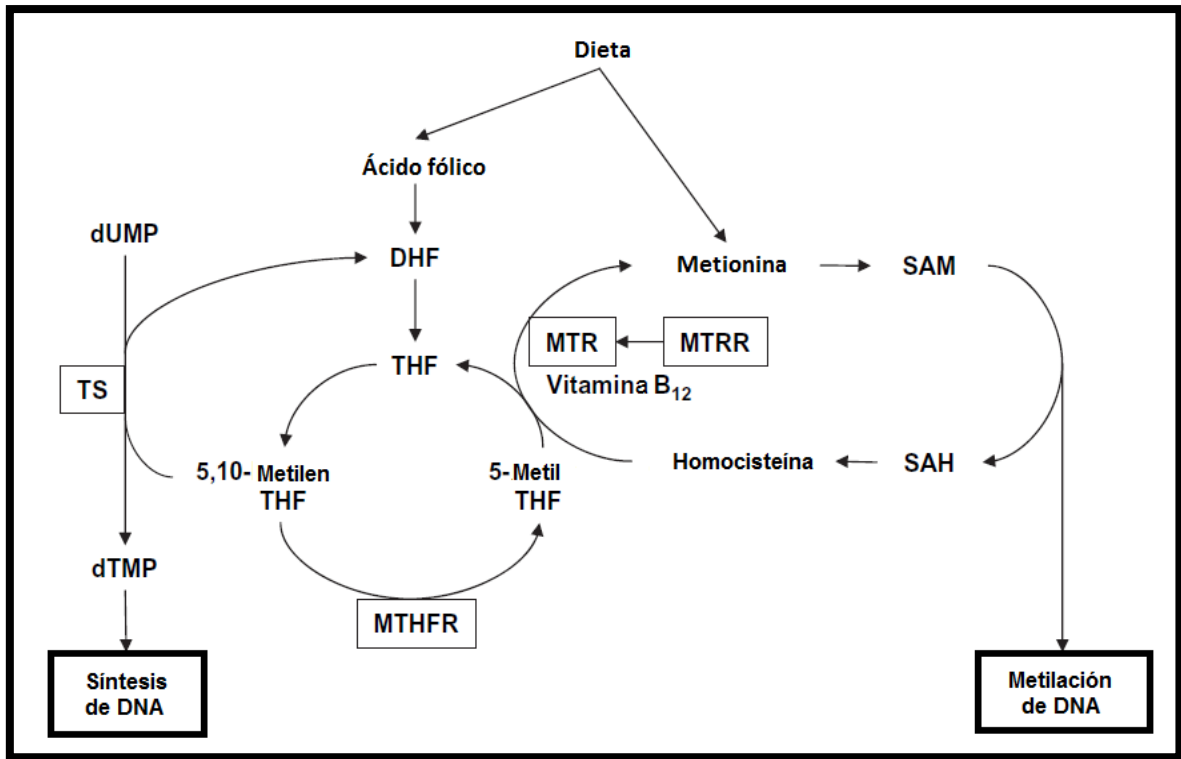 Dieta
Ácido fólico
dUMP
DHF
Metionina
SAM
MTR
MTRR
THF
Vitamina B12
TS
5,10- Metilen
THF
5-Metil
THF
Homocisteína
SAH
dTMP
MTHFR
Síntesis
de DNA
Metilación
de DNA